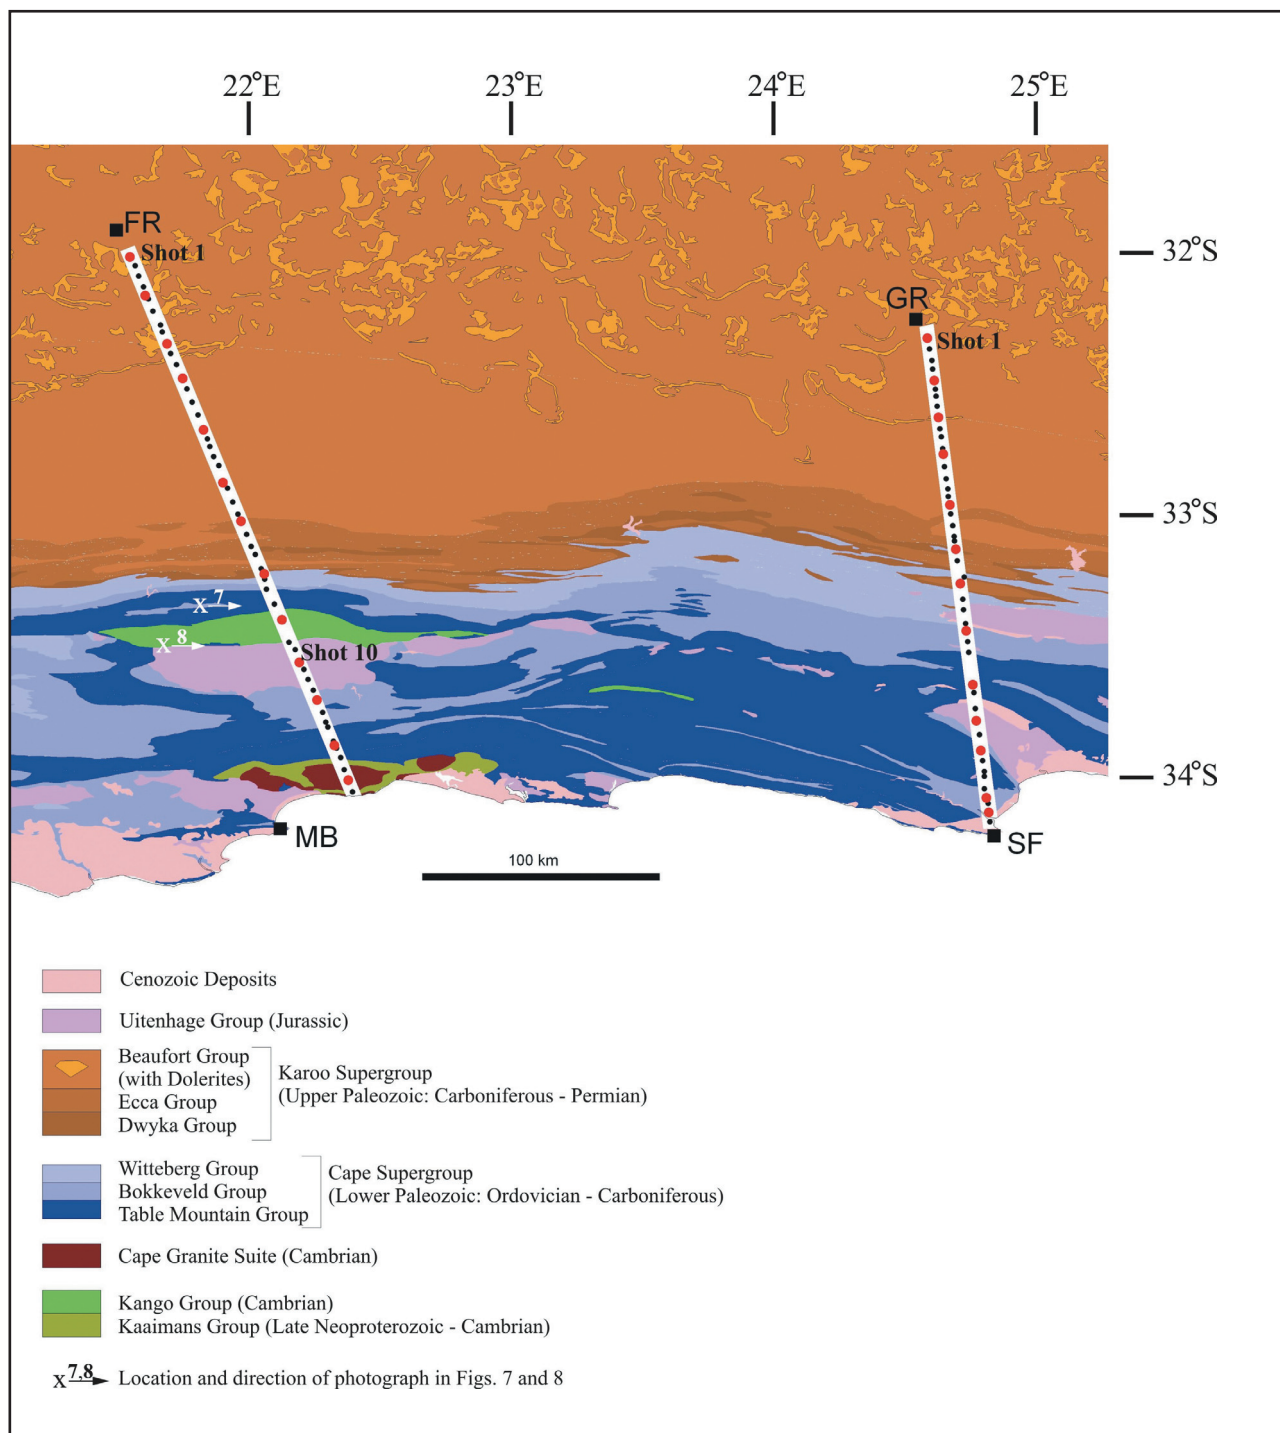 22°E 23°E 24°E 25°E
FR
Shot 1
32°S
GR
Shot 1
33°S
X 7
X 8
Shot 10
34°S
MB
SF
100 km
Cenozoic Deposits
Uitenhage Group (Jurassic)
Beaufort Group
(with Dolerites)
Ecca Group
Dwyka Group
Karoo Supergroup
(Upper Paleozoic: Carboniferous - Permian)
Witteberg Group
Bokkeveld Group
Table Mountain Group
Cape Supergroup
(Lower Paleozoic: Ordovician - Carboniferous)
Cape Granite Suite (Cambrian)
Kango Group (Cambrian)
Kaaimans Group (Late Neoproterozoic - Cambrian)
X 7,8 Location and direction of photograph in Figs. 7 and 8